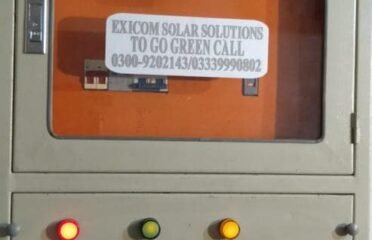 EXICOM SOLAR SOLUTIONS
TO GO GREEN CALL
0300-9202143/03339990802